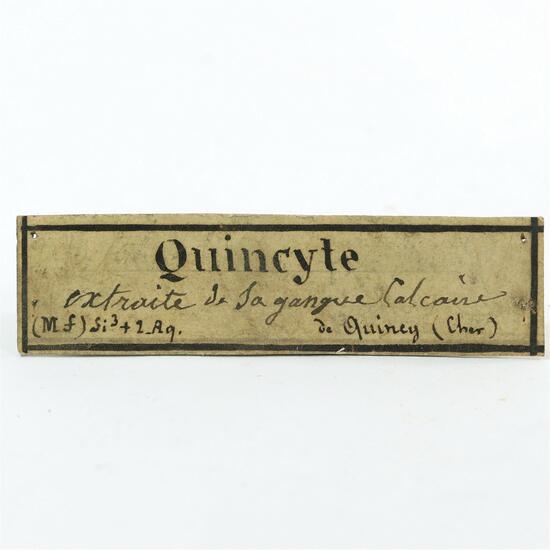 Quincyte
extraite de sa gangue Calcaire
(M f) Si³+2 Aq. de Quincy (Cher)